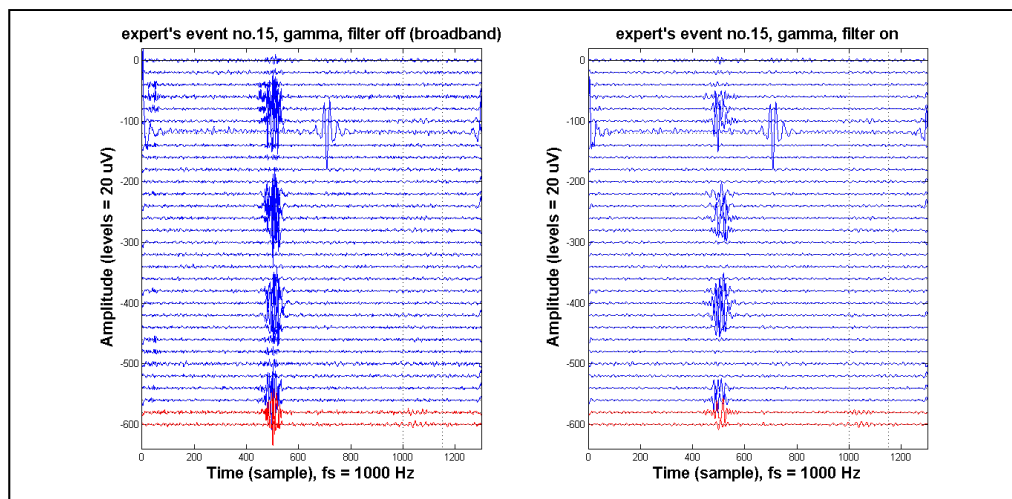 expert's event no.15, gamma, filter off (broadband)
Amplitude (levels = 20 uV)
0
-100
-200
-300
-400
-500
-600
0 200 400 600 800 1000 1200
Time (sample), fs = 1000 Hz
expert's event no.15, gamma, filter on
Amplitude (levels = 20 uV)
0
-100
-200
-300
-400
-500
-600
0 200 400 600 800 1000 1200
Time (sample), fs = 1000 Hz